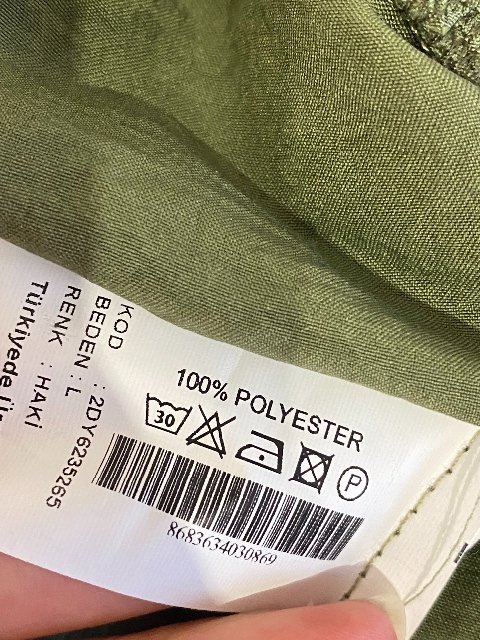 100% POLYESTER
30
P
8683634030869
KOD : 2DY6235265
BEDEN : L
RENK : HAKİ
Türkiyede